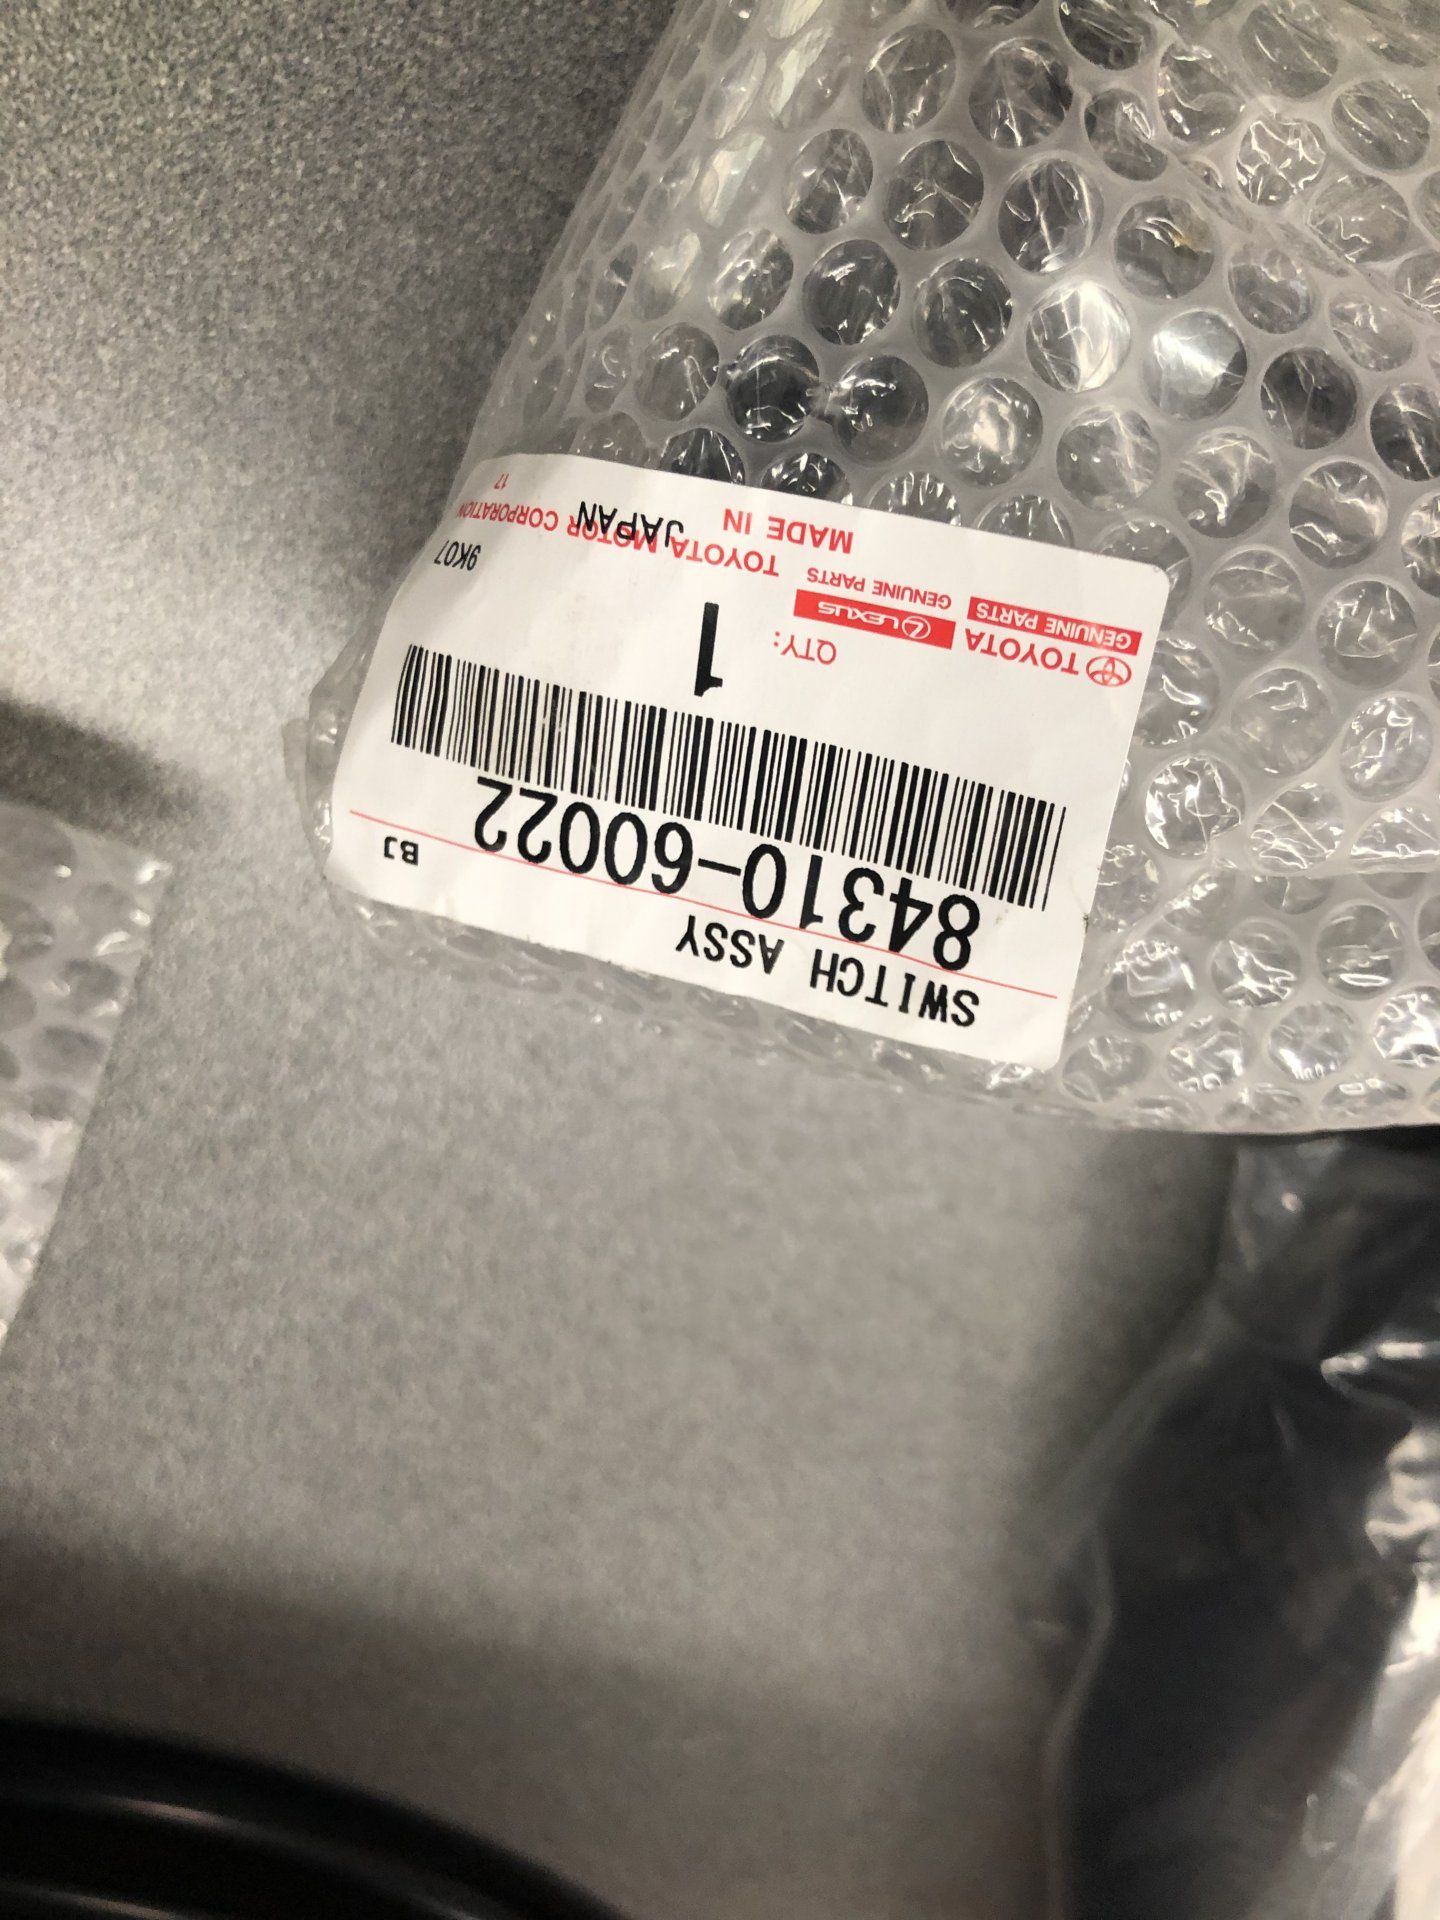 SWITCH ASSY
84310-60022 BJ
QTY: 1
TOYOTA
GENUINE PARTS
LEXUS
GENUINE PARTS
TOYOTA MOTOR CORPORATION
9K07
MADE IN JAPAN
17